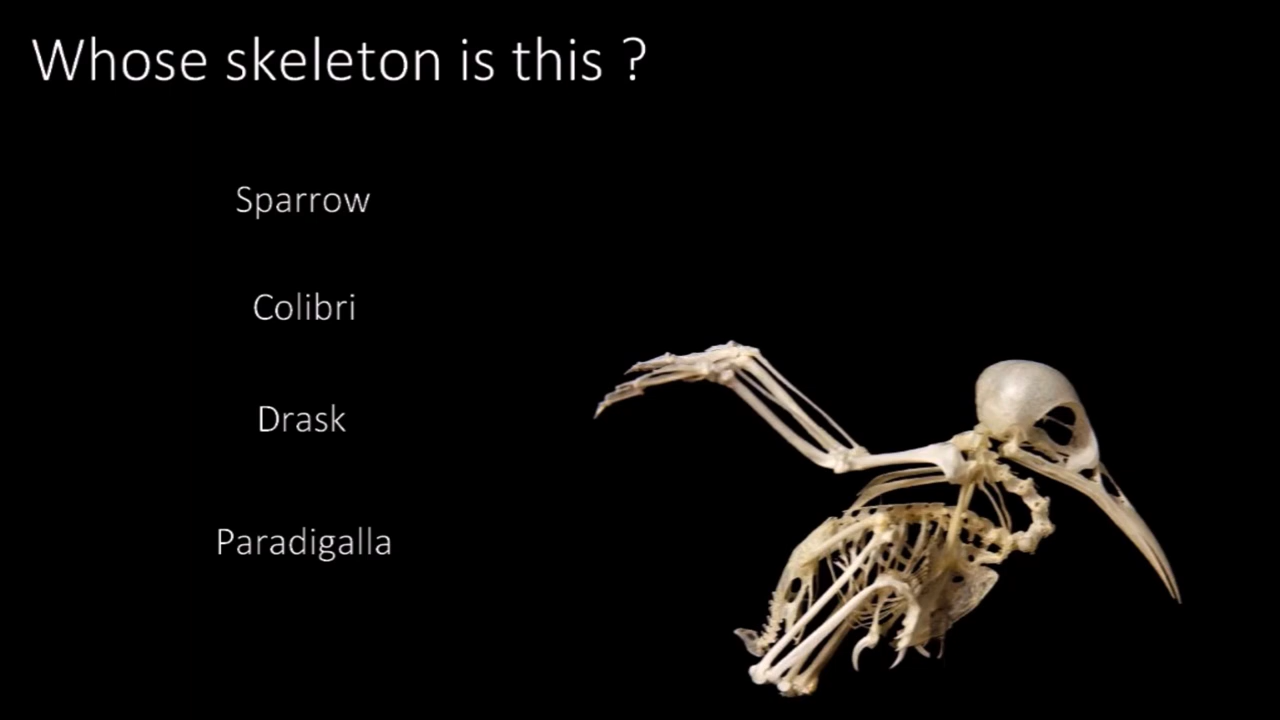 Whose skeleton is this ?
Sparrow
Colibri
Drask
Paradigalla